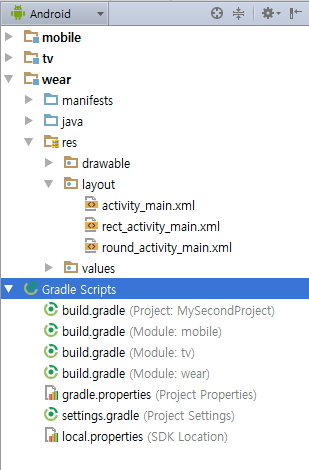 Android
mobile
tv
wear
manifests
java
res
drawable
layout
activity_main.xml
rect_activity_main.xml
round_activity_main.xml
values
Gradle Scripts
build.gradle (Project: MySecondProject)
build.gradle (Module: mobile)
build.gradle (Module: tv)
build.gradle (Module: wear)
gradle.properties (Project Properties)
settings.gradle (Project Settings)
local.properties (SDK Location)